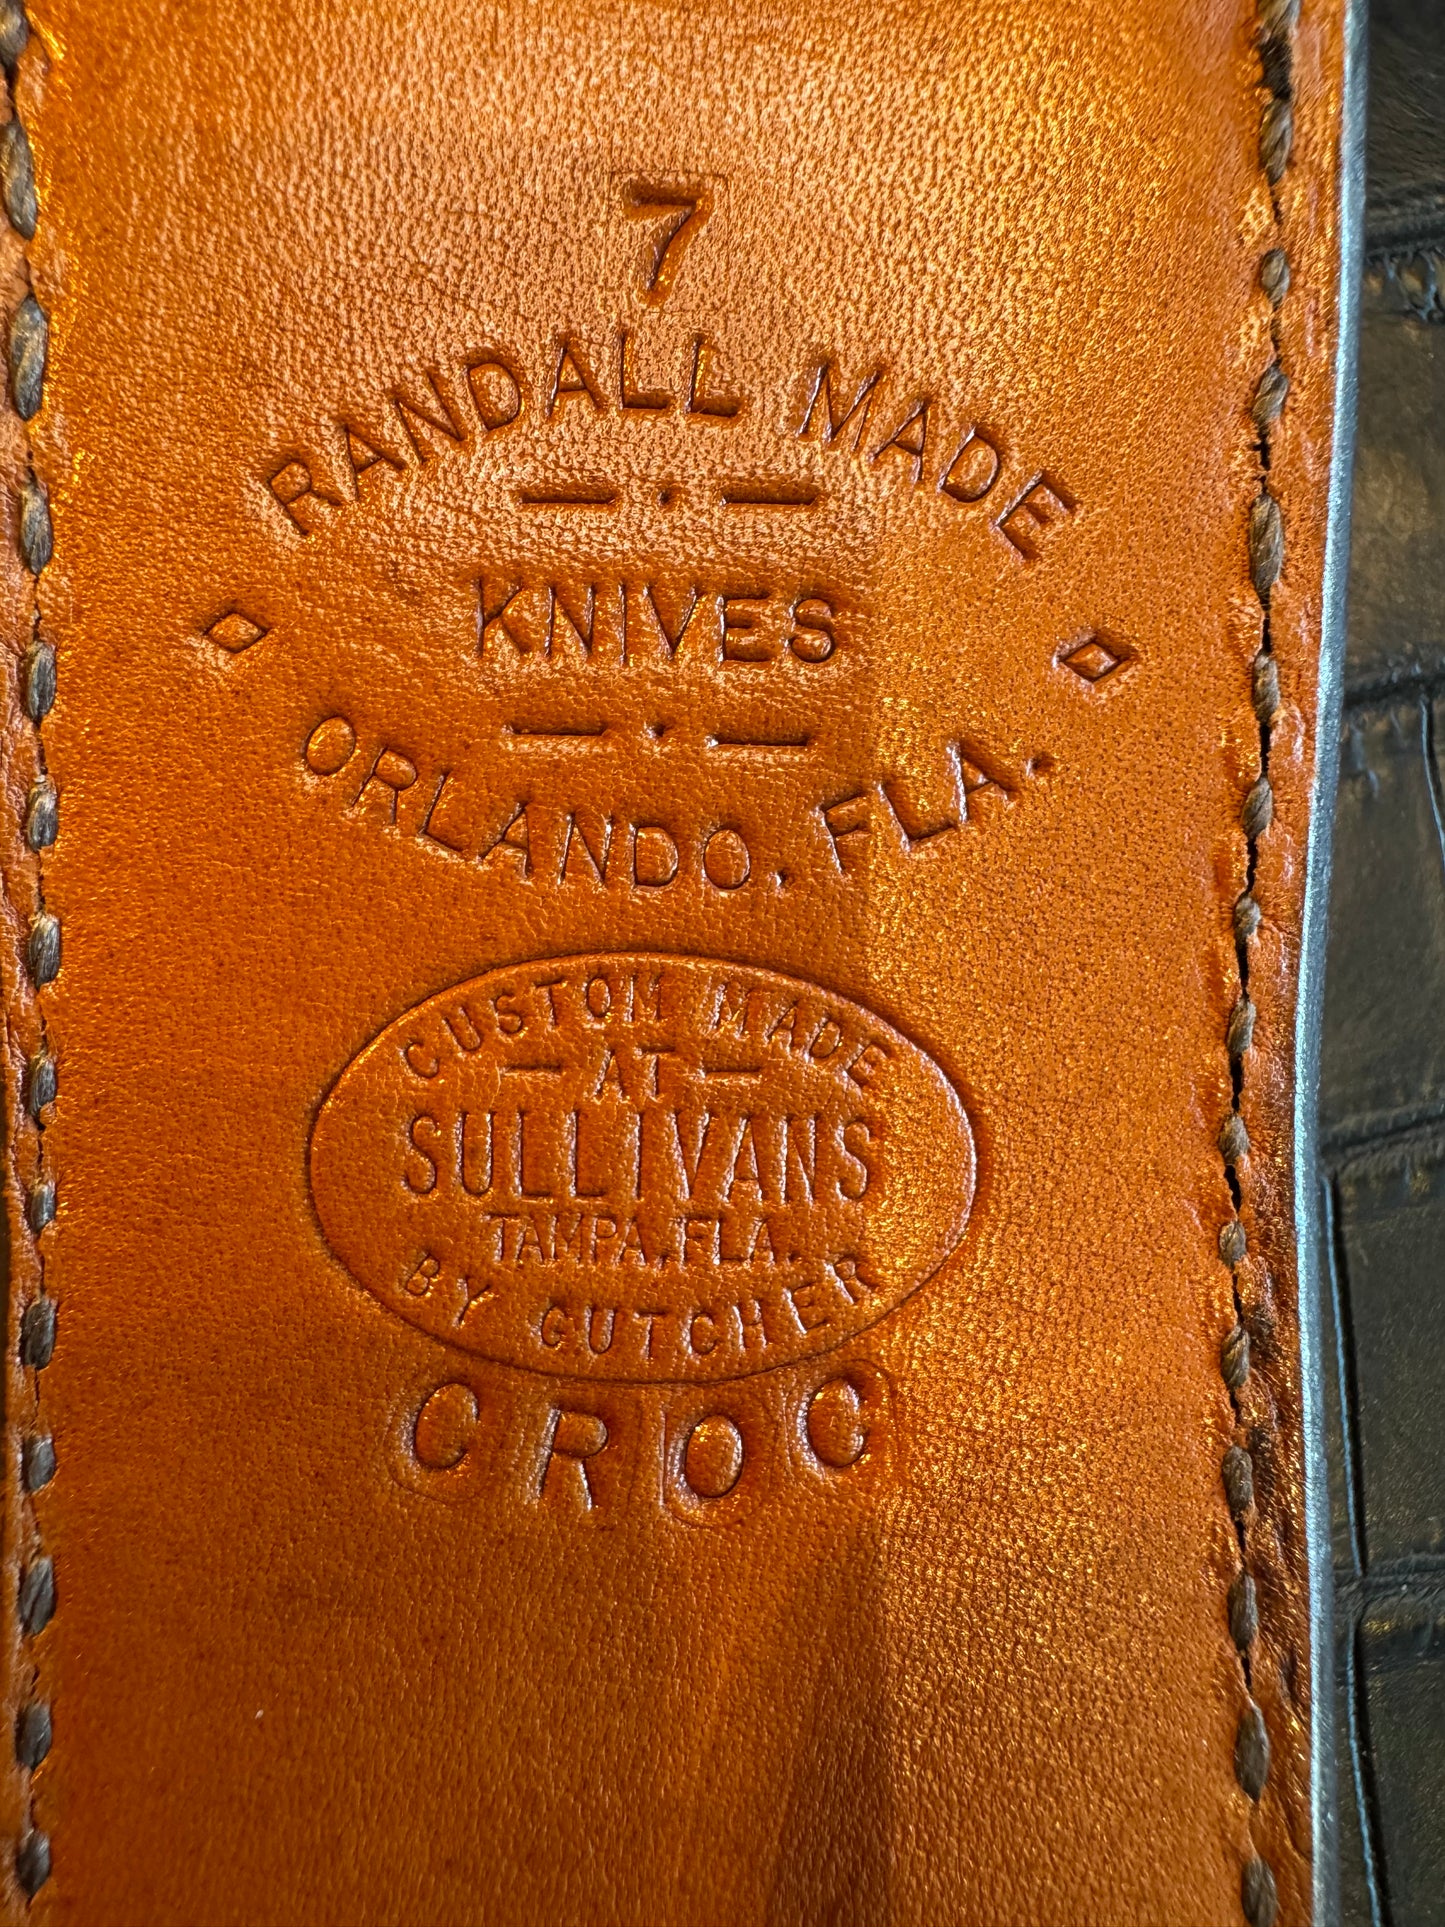 7
RANDALL MADE
KNIVES
ORLANDO, FLA.
CUSTOM MADE
- AT -
SULLIVANS
TAMPA, FLA.
BY GUTCHER
CROC